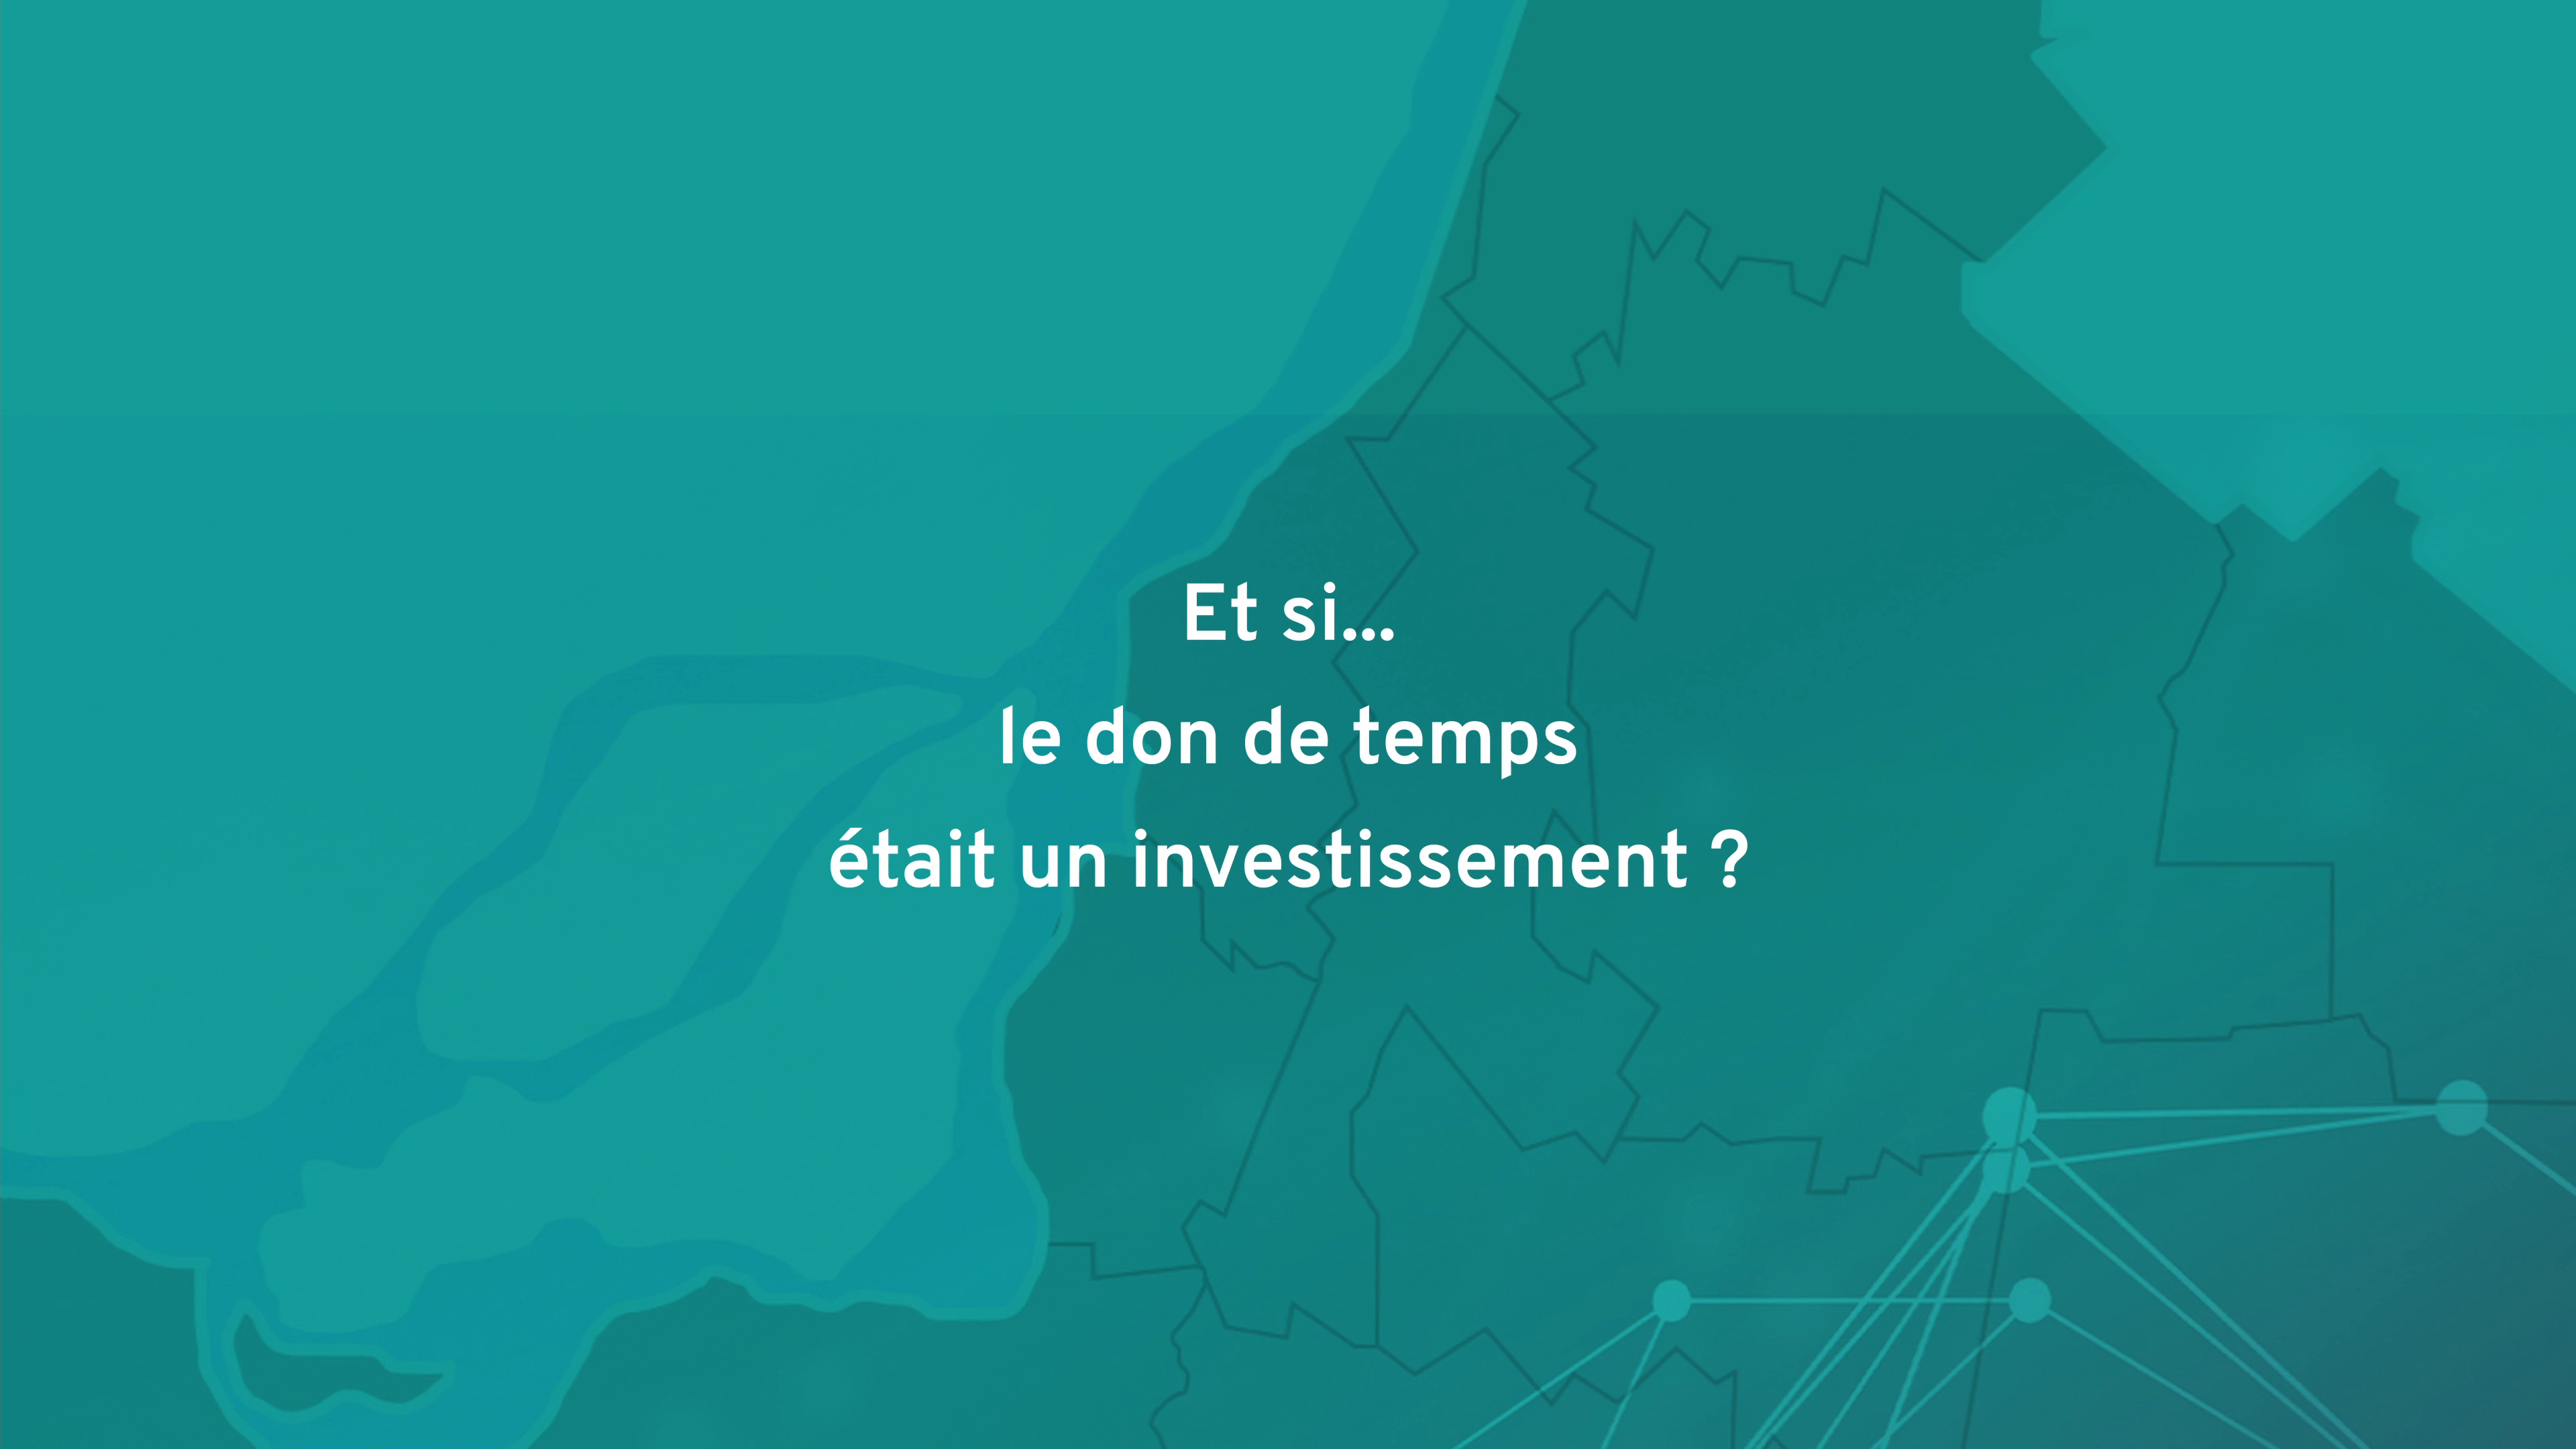 Et si...
le don de temps
était un investissement ?